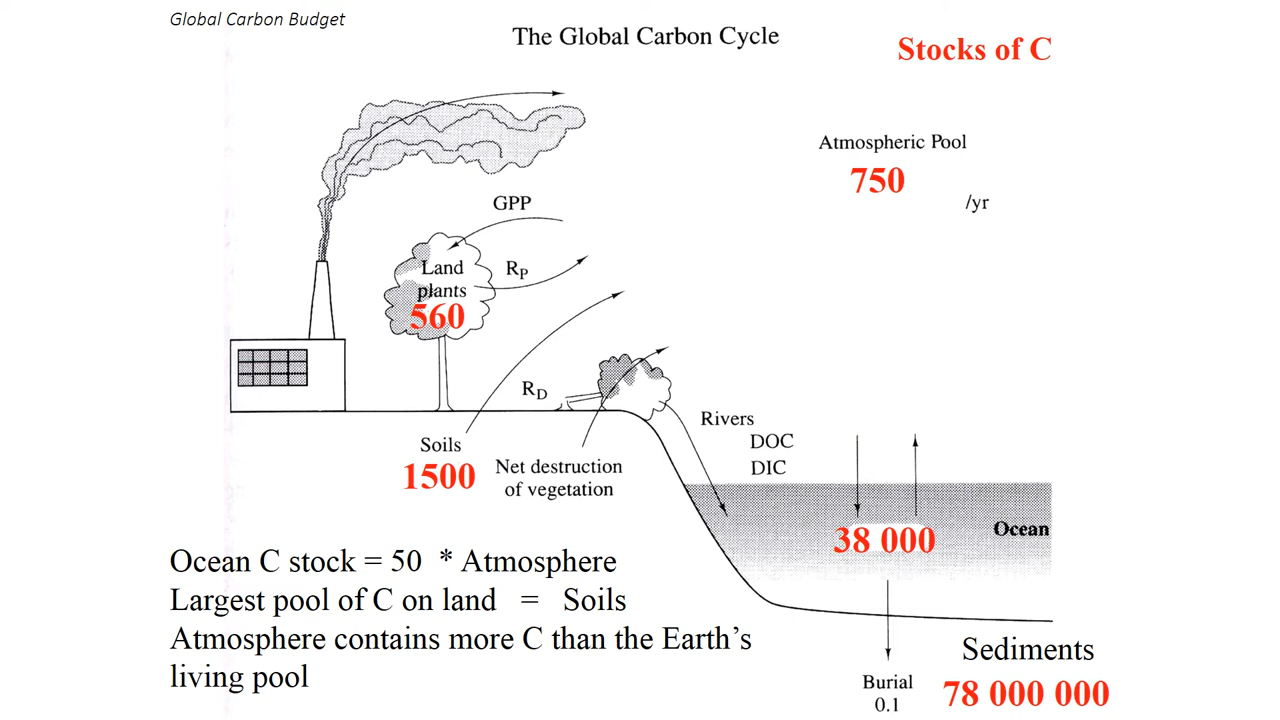 Global Carbon Budget
The Global Carbon Cycle
Stocks of C
Atmospheric Pool
750
/yr
GPP
Land
plants
560
RP
RD
Rivers
DOC
DIC
Soils
1500
Net destruction
of vegetation
38 000
Ocean
Ocean C stock = 50 * Atmosphere
Largest pool of C on land = Soils
Atmosphere contains more C than the Earth's
living pool
Sediments
78 000 000
Burial
0.1